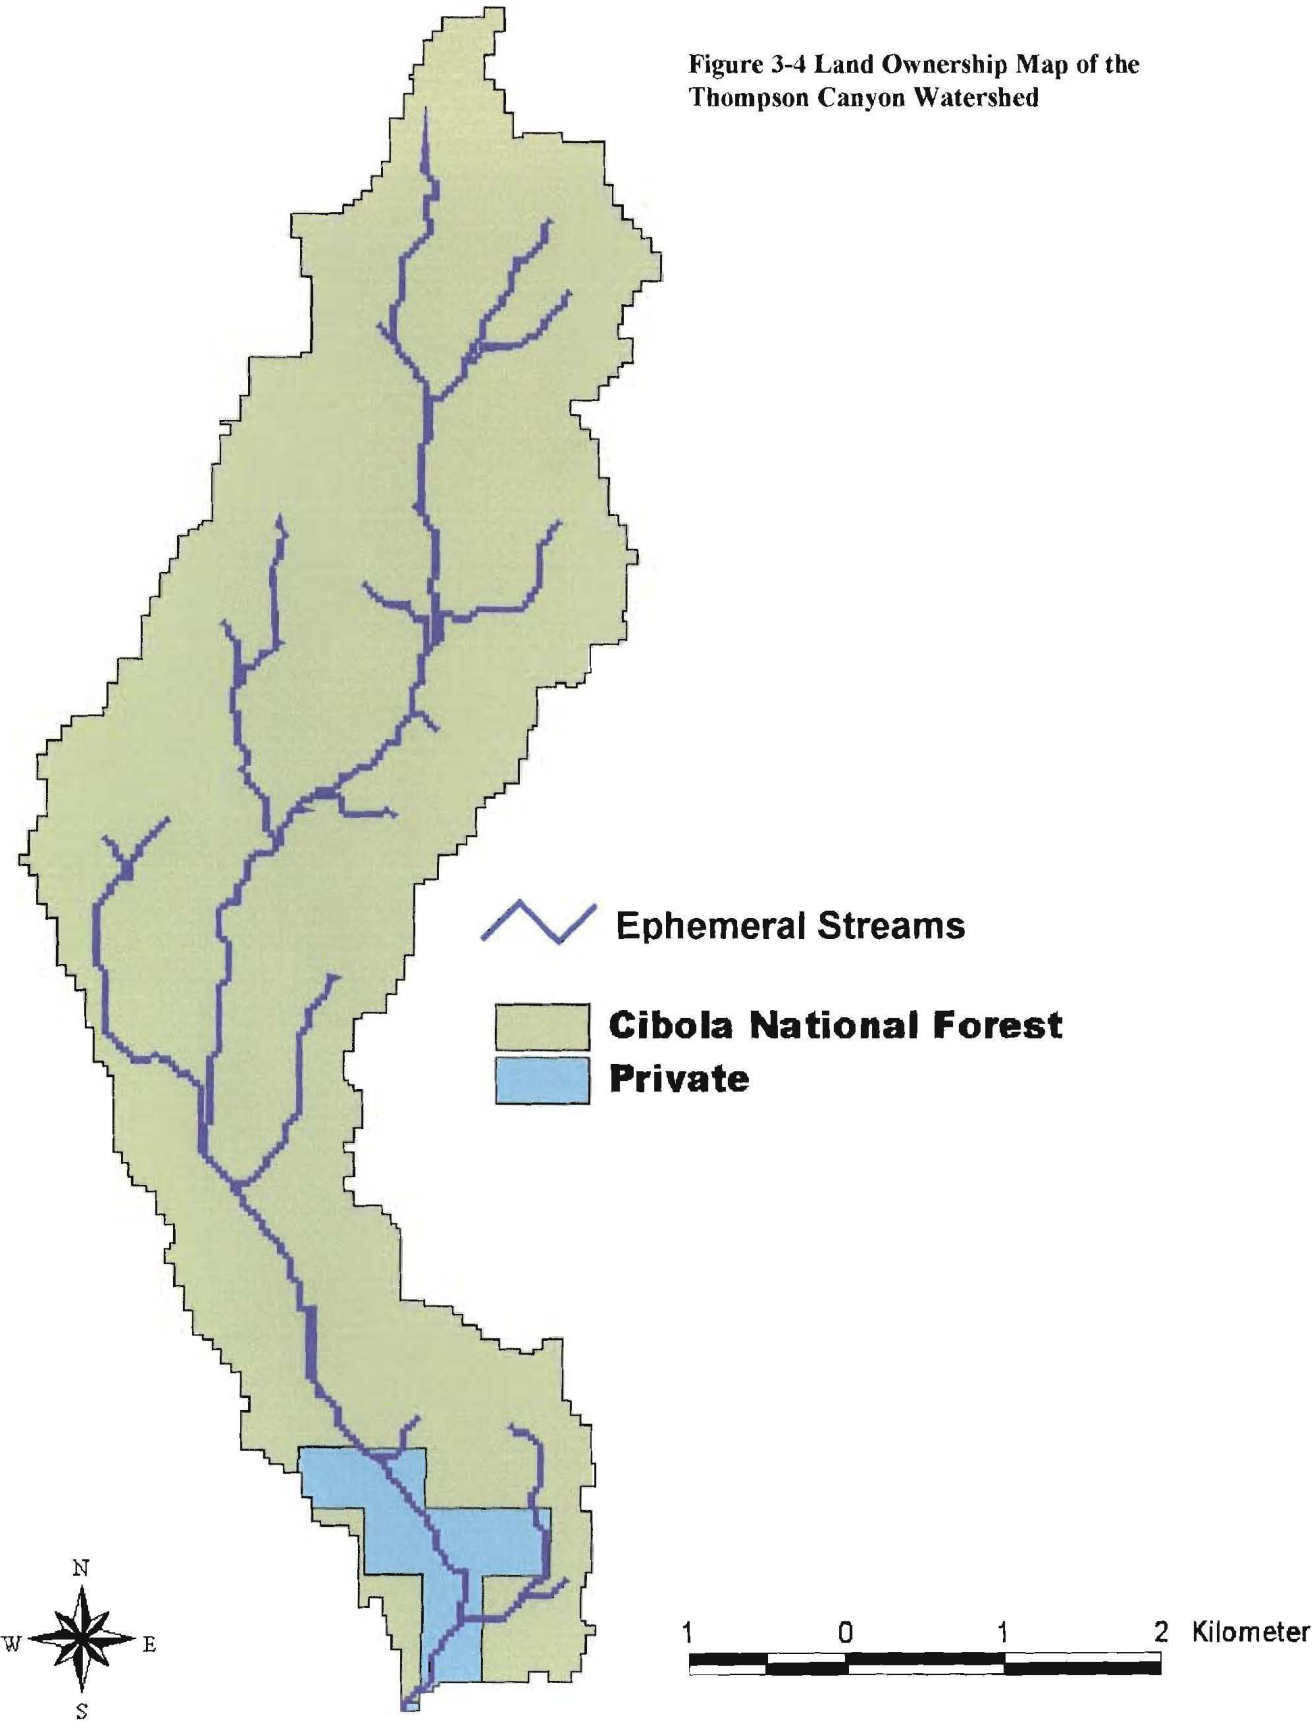 Figure 3-4 Land Ownership Map of the
Thompson Canyon Watershed
Ephemeral Streams
Cibola National Forest
Private
N
W E
S
1 0 1 2 Kilometer